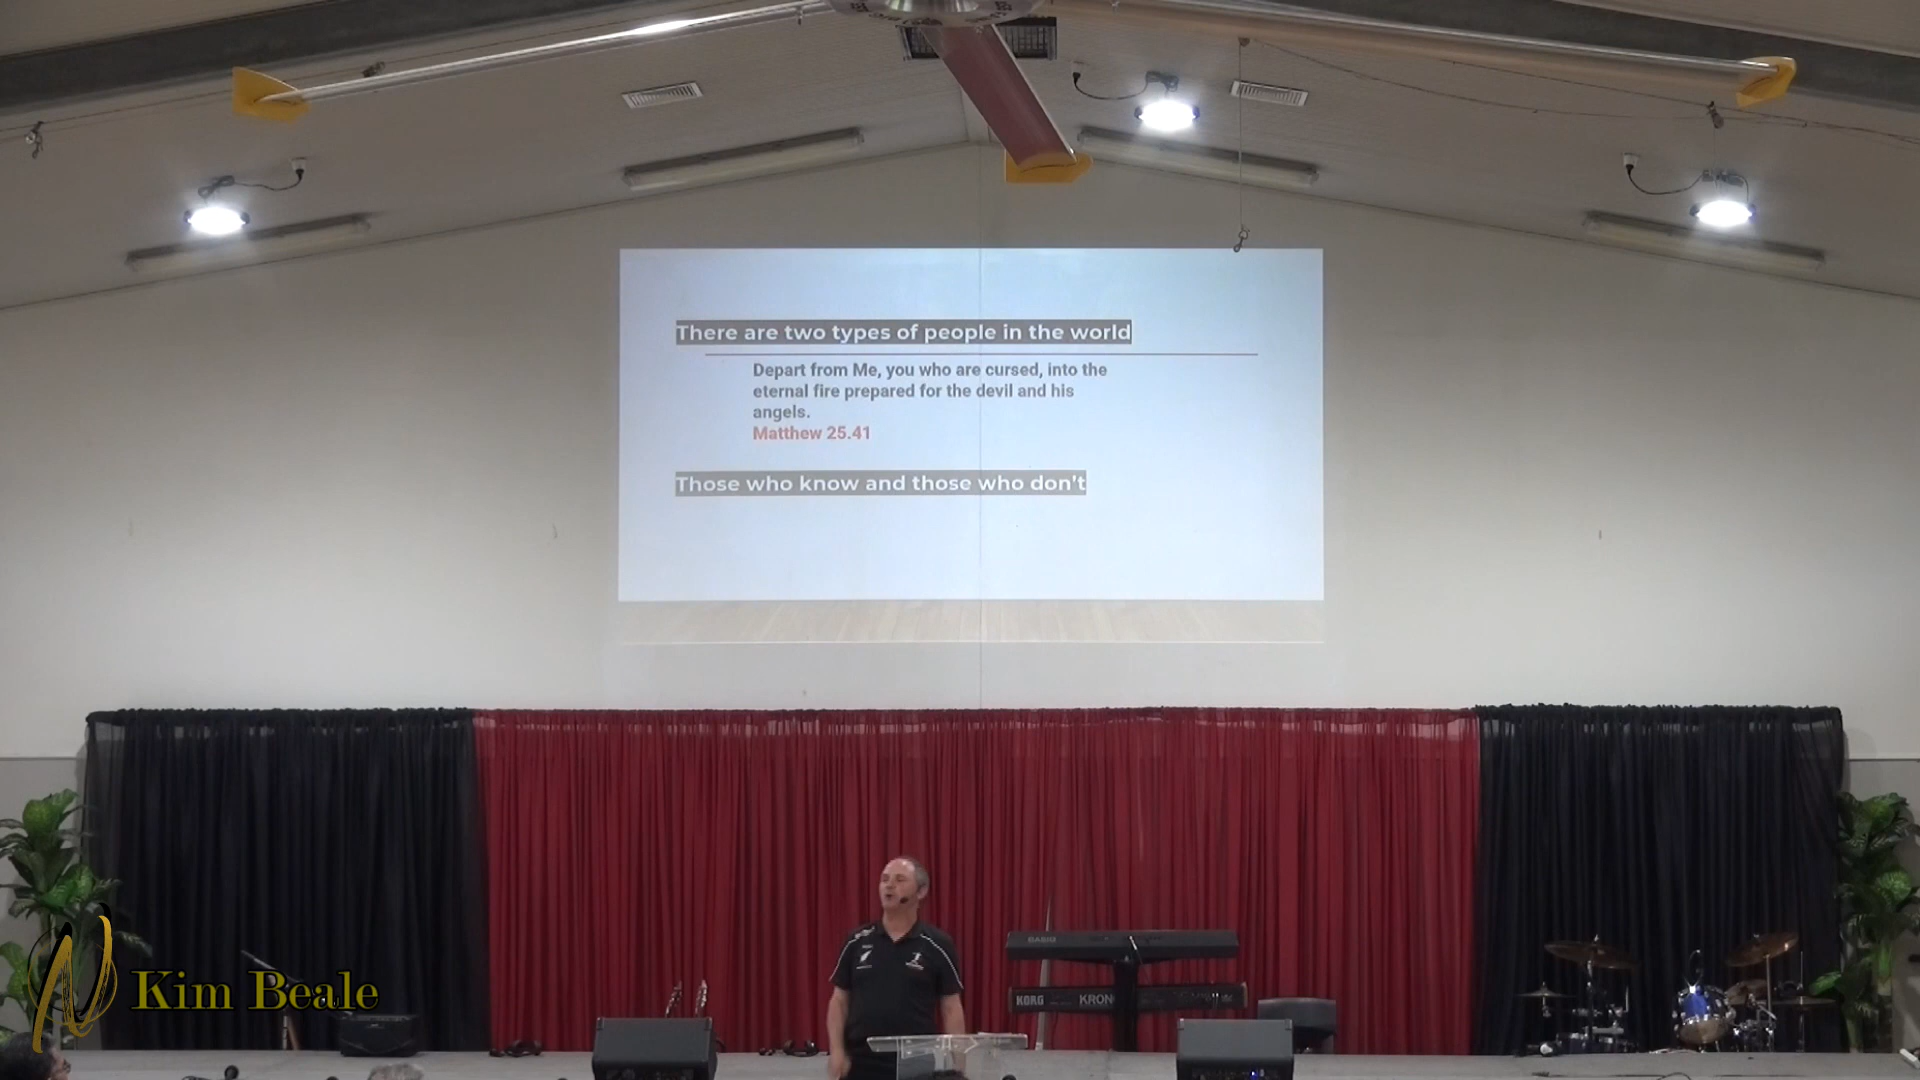 There are two types of people in the world
Depart from Me, you who are cursed, into the
eternal fire prepared for the devil and his
angels.
Matthew 25.41
Those who know and those who don't
CASIO
KORG KRONOS
Kim Beale